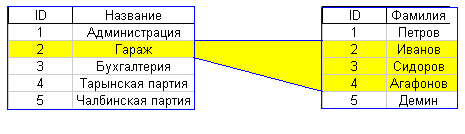 ID Название
1 Администрация
2 Гараж
3 Бухгалтерия
4 Тарынская партия
5 Чалбинская партия
ID Фамилия
1 Петров
2 Иванов
3 Сидоров
4 Агафонов
5 Демин